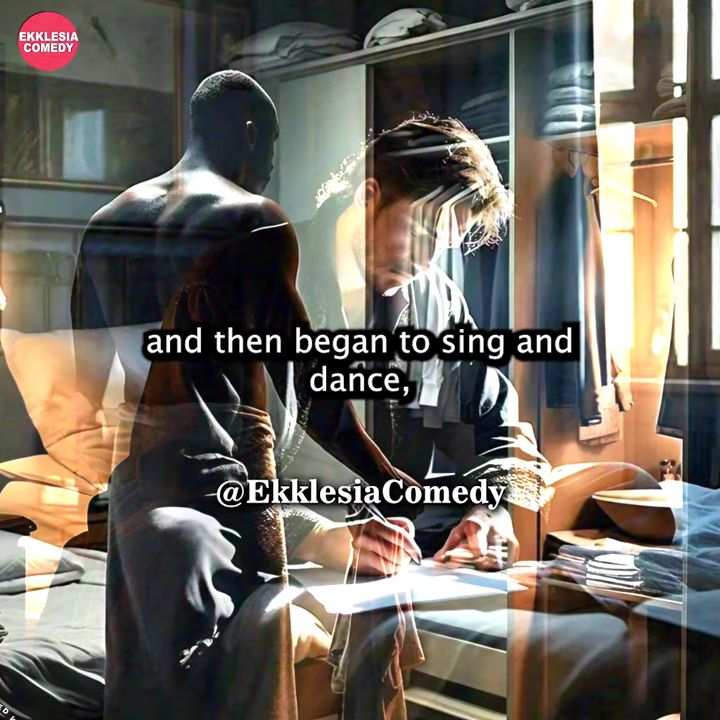 EKKLESIA
COMEDY
and then began to sing and
dance,
@EkklesiaComedy